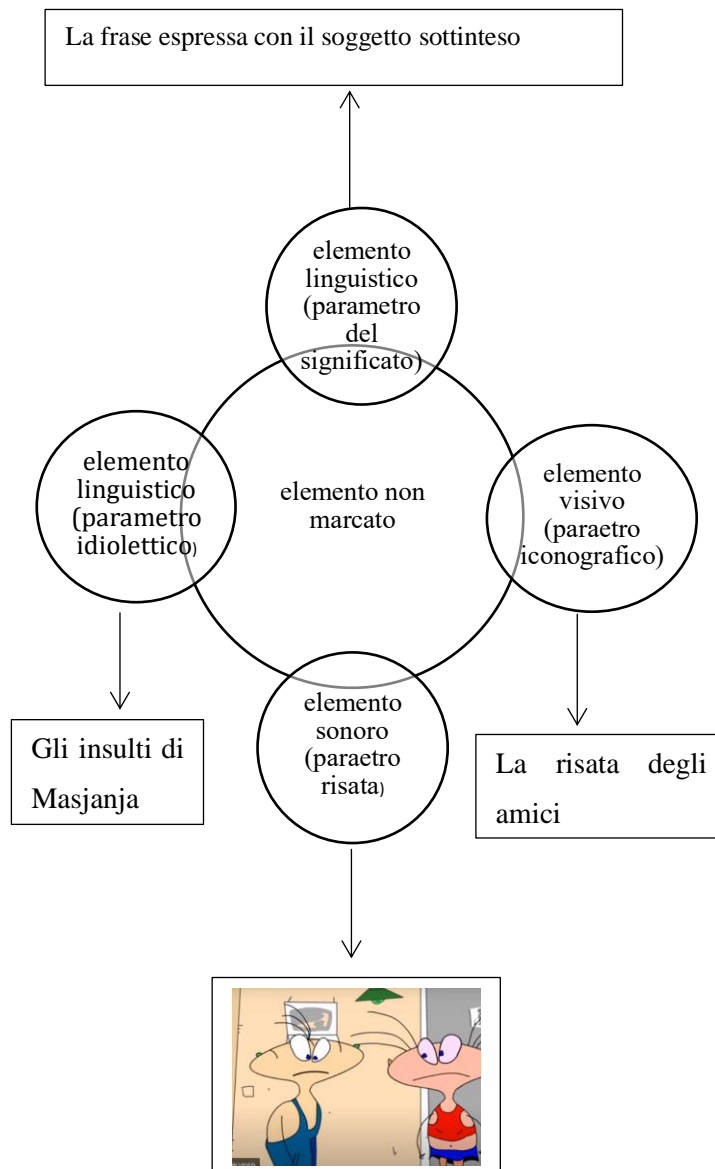 La frase espressa con il soggetto sottinteso
elemento
linguistico
(parametro
del
significato)
elemento
linguistico
(parametro
idiolettico)
elemento non
marcato
elemento
visivo
(paraetro
iconografico)
elemento
sonoro
(paraetro
risata)
Gli insulti di
Masjanja
La risata degli
amici